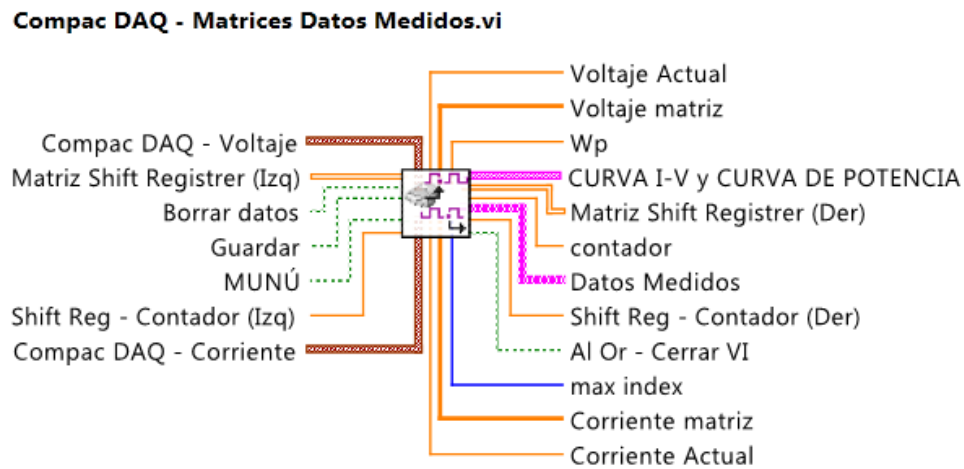 Compac DAQ - Matrices Datos Medidos.vi
Compac DAQ - Voltaje
Matriz Shift Registrer (Izq)
Borrar datos
Guardar
MUNÚ
Shift Reg - Contador (Izq)
Compac DAQ - Corriente
Voltaje Actual
Voltaje matriz
Wp
CURVA I-V y CURVA DE POTENCIA
Matriz Shift Registrer (Der)
contador
Datos Medidos
Shift Reg - Contador (Der)
Al Or - Cerrar VI
max index
Corriente matriz
Corriente Actual